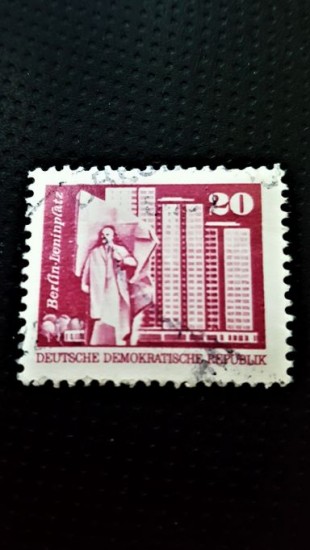 Berlin-Leninplatz
20
DEUTSCHE DEMOKRATISCHE REPUBLIK